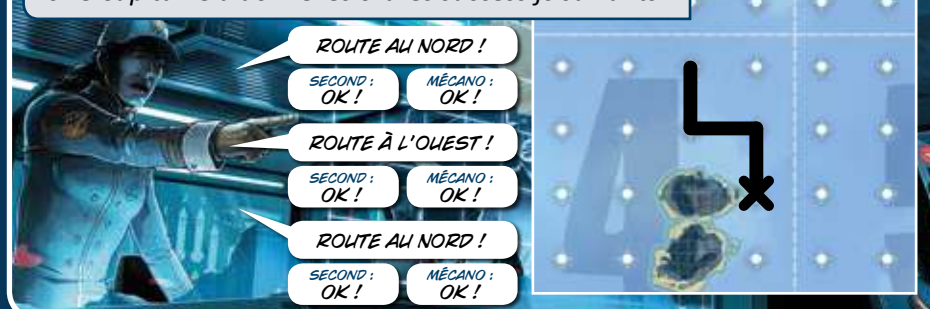 ROUTE AU NORD !
SECOND : MÉCANO :
OK ! OK !
ROUTE À L'OUEST !
SECOND : MÉCANO :
OK ! OK !
ROUTE AU NORD !
SECOND : MÉCANO :
OK ! OK !
4